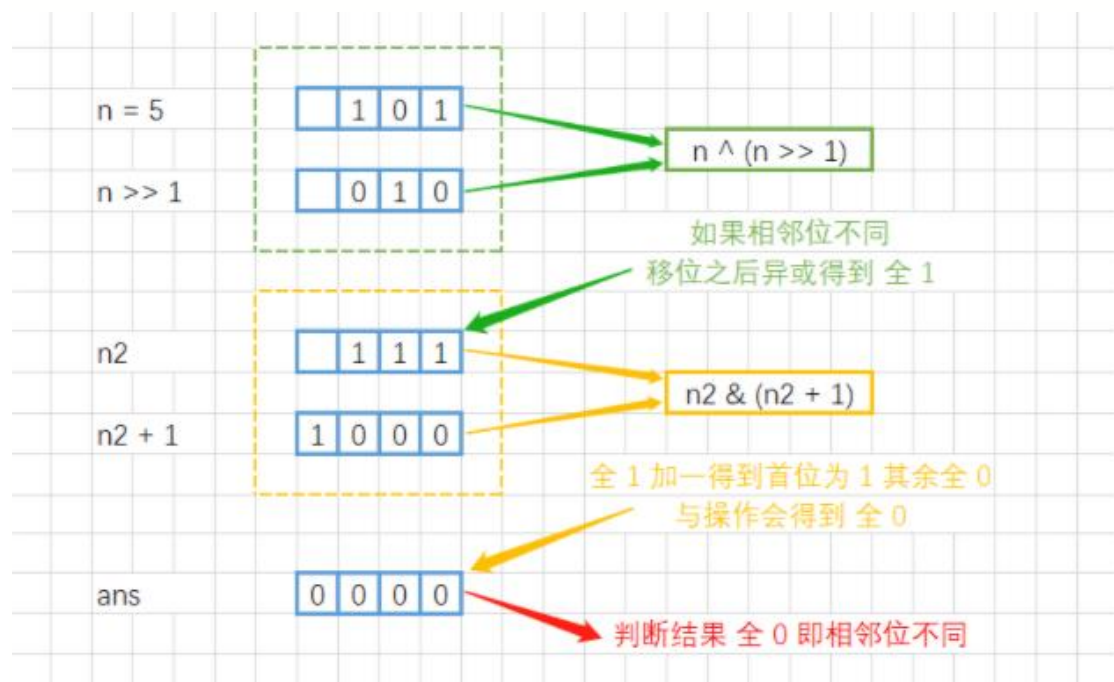 n = 5
1 0 1
n ^ (n >> 1)
n >> 1
0 1 0
如果相邻位不同
移位之后异或得到 全 1
n2
1 1 1
n2 & (n2 + 1)
n2 + 1
1 0 0 0
全 1 加一得到首位为 1 其余全 0
与操作会得到 全 0
ans
0 0 0 0
判断结果 全 0 即相邻位不同